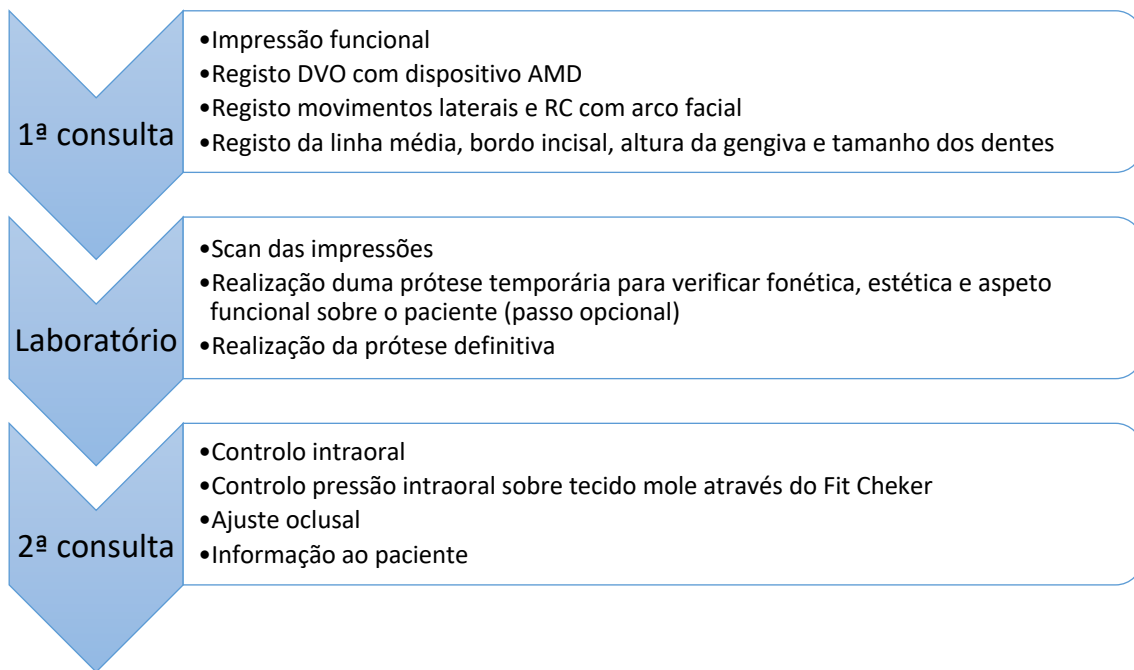 1ª consulta
•Impressão funcional
•Registo DVO com dispositivo AMD
•Registo movimentos laterais e RC com arco facial
•Registo da linha média, bordo incisal, altura da gengiva e tamanho dos dentes
Laboratório
•Scan das impressões
•Realização duma prótese temporária para verificar fonética, estética e aspeto
funcional sobre o paciente (passo opcional)
•Realização da prótese definitiva
2ª consulta
•Controlo intraoral
•Controlo pressão intraoral sobre tecido mole através do Fit Cheker
•Ajuste oclusal
•Informação ao paciente